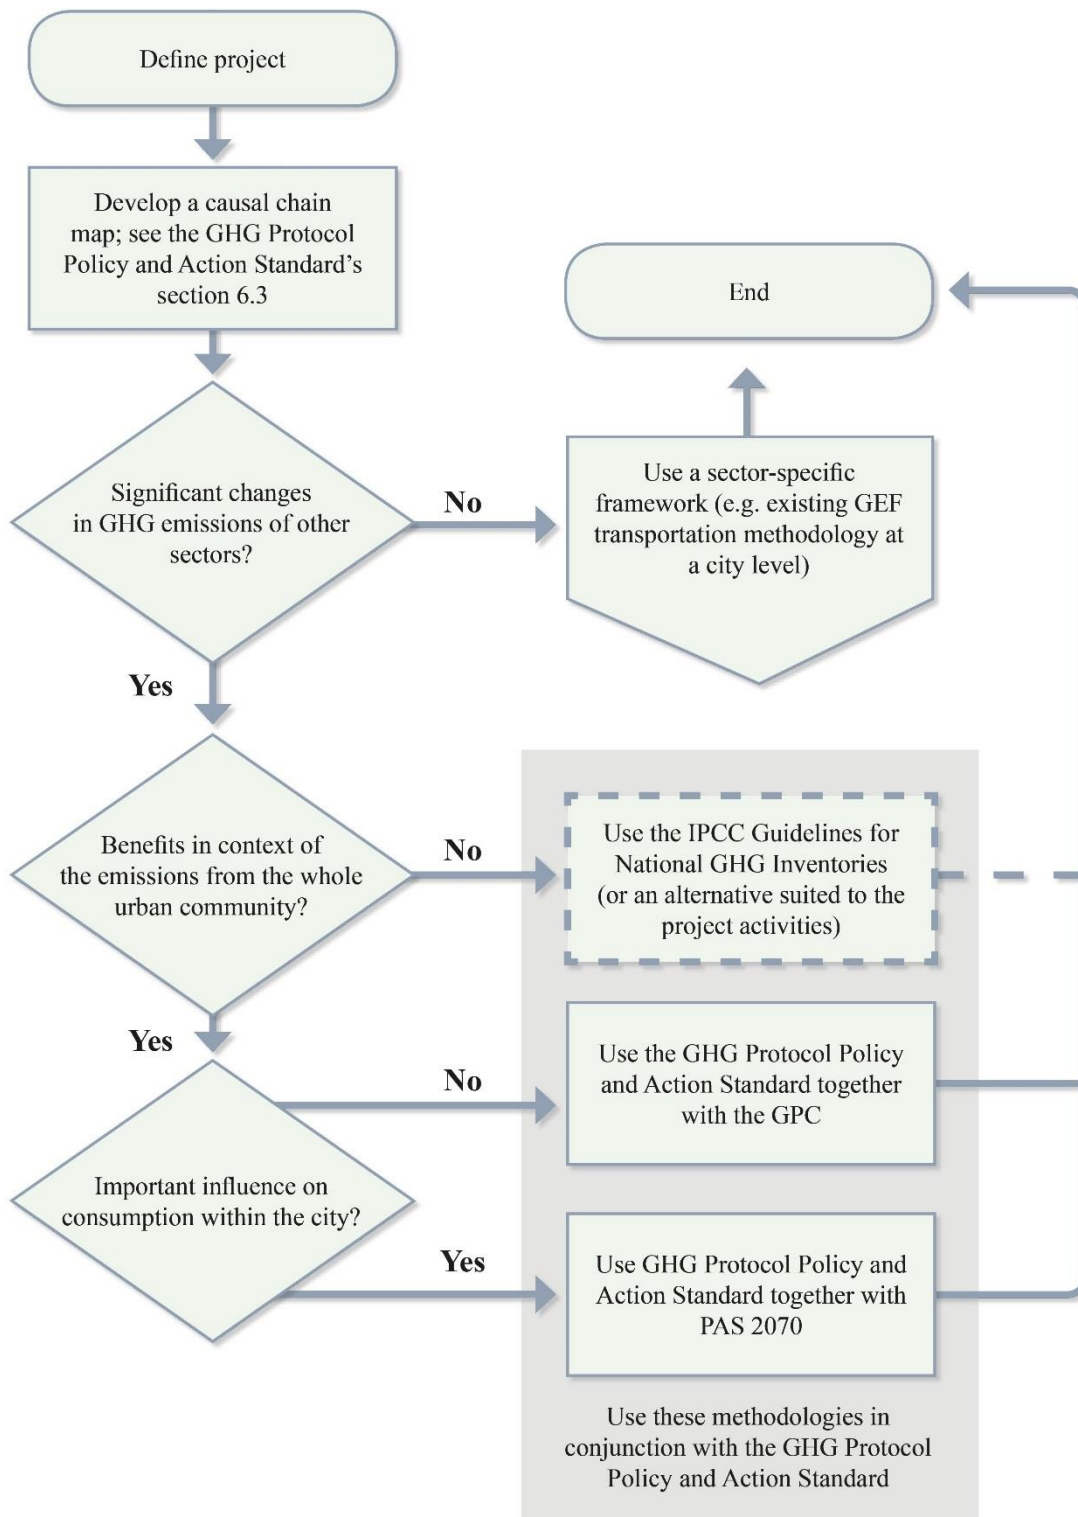 Define project
Develop a causal chain
map; see the GHG Protocol
Policy and Action Standard’s
section 6.3
End
Significant changes
in GHG emissions of other
sectors?
No
Use a sector-specific
framework (e.g. existing GEF
transportation methodology at
a city level)
Yes
Benefits in context of
the emissions from the whole
urban community?
No
Use the IPCC Guidelines for
National GHG Inventories
(or an alternative suited to the
project activities)
Yes
No
Use the GHG Protocol Policy
and Action Standard together
with the GPC
Important influence on
consumption within the city?
Yes
Use GHG Protocol Policy and
Action Standard together with
PAS 2070
Use these methodologies in
conjunction with the GHG Protocol
Policy and Action Standard